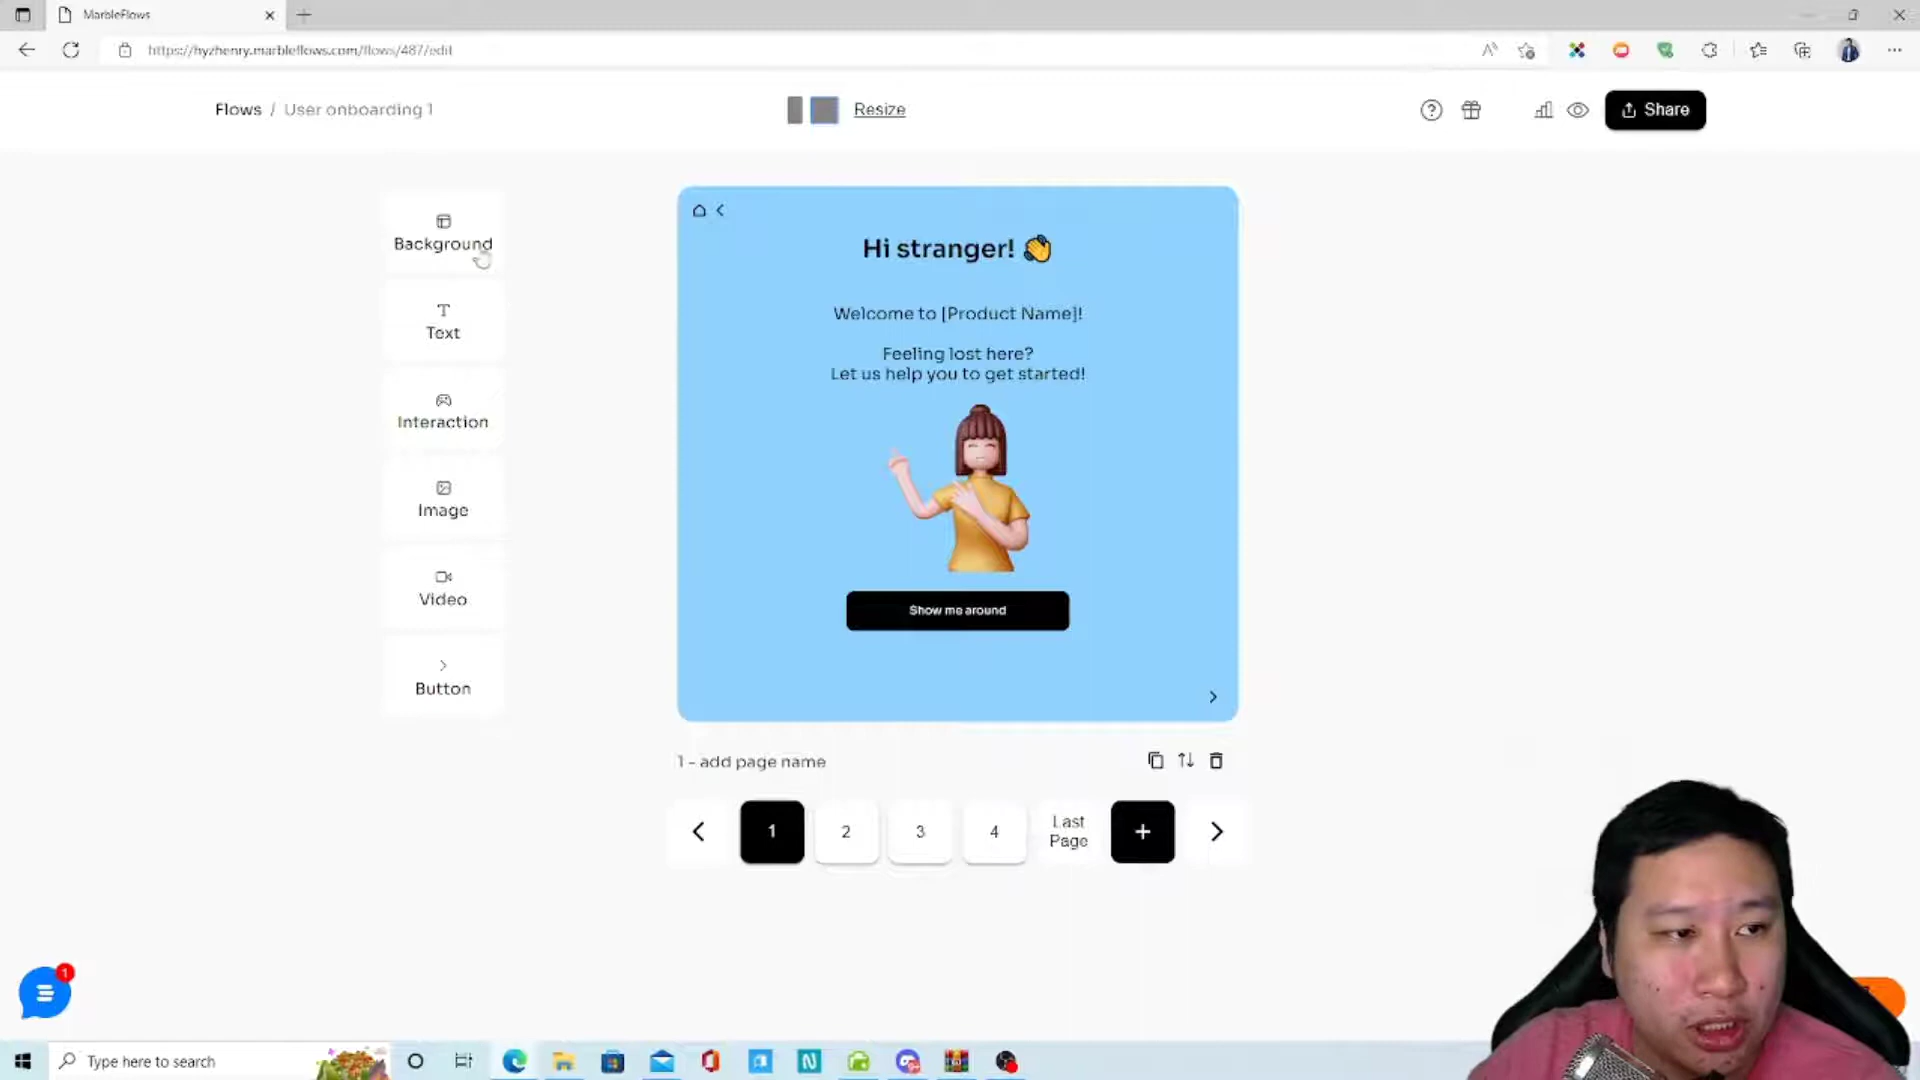 MarbleFlows
https://hyzhenry.marbleflows.com/flows/487/edit
Flows / User onboarding 1
Resize
Share
Background
Text
Interaction
Image
Video
Button
Hi stranger!
Welcome to [Product Name]!
Feeling lost here?
Let us help you to get started!
Show me around
1 - add page name
1
2
3
4
Last
Page
+
1
Type here to search